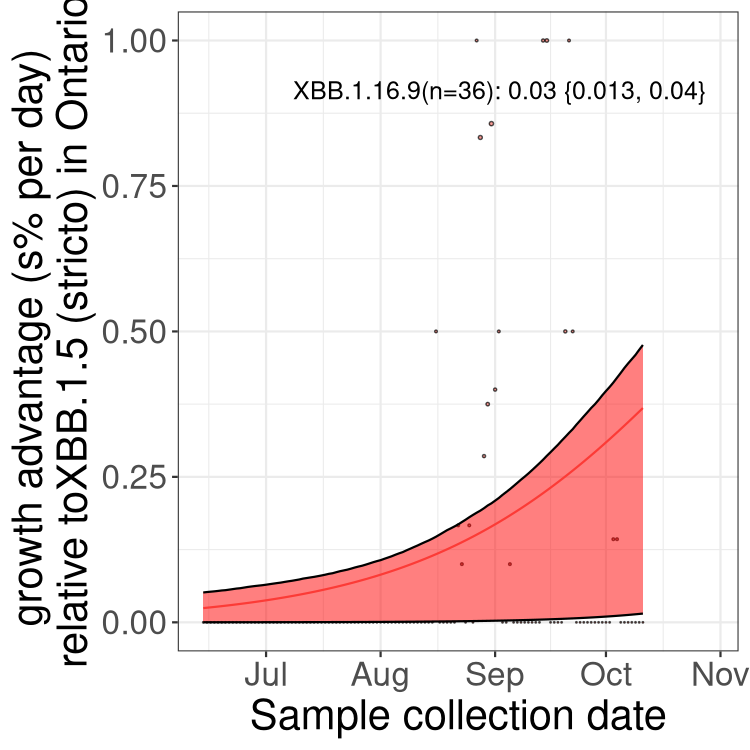 growth advantage (s% per day)
relative toXBB.1.5 (stricto) in Ontario
1.00
0.75
0.50
0.25
0.00
XBB.1.16.9(n=36): 0.03 {0.013, 0.04}
Jul Aug Sep Oct Nov
Sample collection date